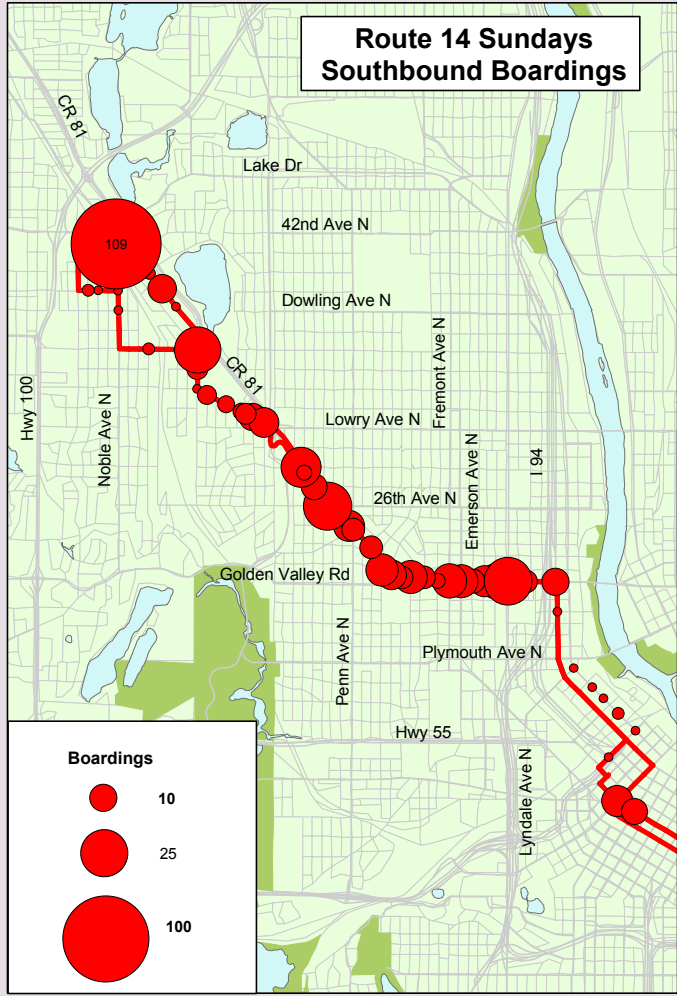 Route 14 Sundays
Southbound Boardings
CR 81
Lake Dr
42nd Ave N
109
Dowling Ave N
CR 81
Fremont Ave N
Hwy 100
Noble Ave N
Lowry Ave N
I 94
26th Ave N
Emerson Ave N
Golden Valley Rd
Penn Ave N
Plymouth Ave N
Hwy 55
Lyndale Ave N
Boardings
10
25
100